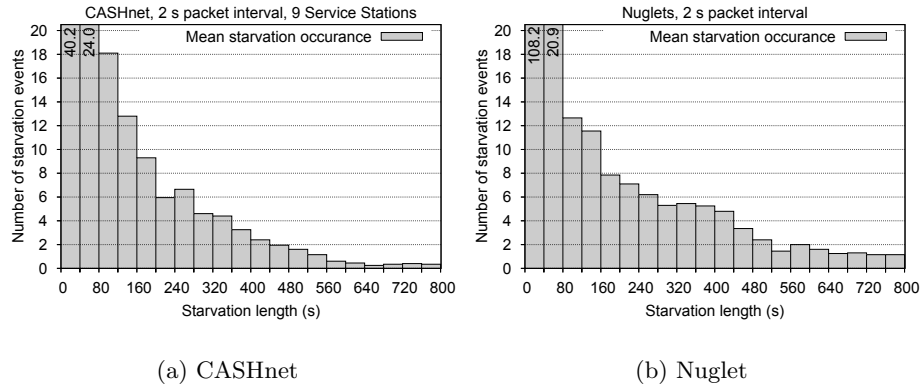 CASHnet, 2 s packet interval, 9 Service Stations
Mean starvation occurance
40.2
24.0
Number of starvation events
20
18
16
14
12
10
8
6
4
2
0
0 80 160 240 320 400 480 560 640 720 800
Starvation length (s)
(a) CASHnet
Nuglets, 2 s packet interval
Mean starvation occurance
108.2
20.9
Number of starvation events
20
18
16
14
12
10
8
6
4
2
0
0 80 160 240 320 400 480 560 640 720 800
Starvation length (s)
(b) Nuglet